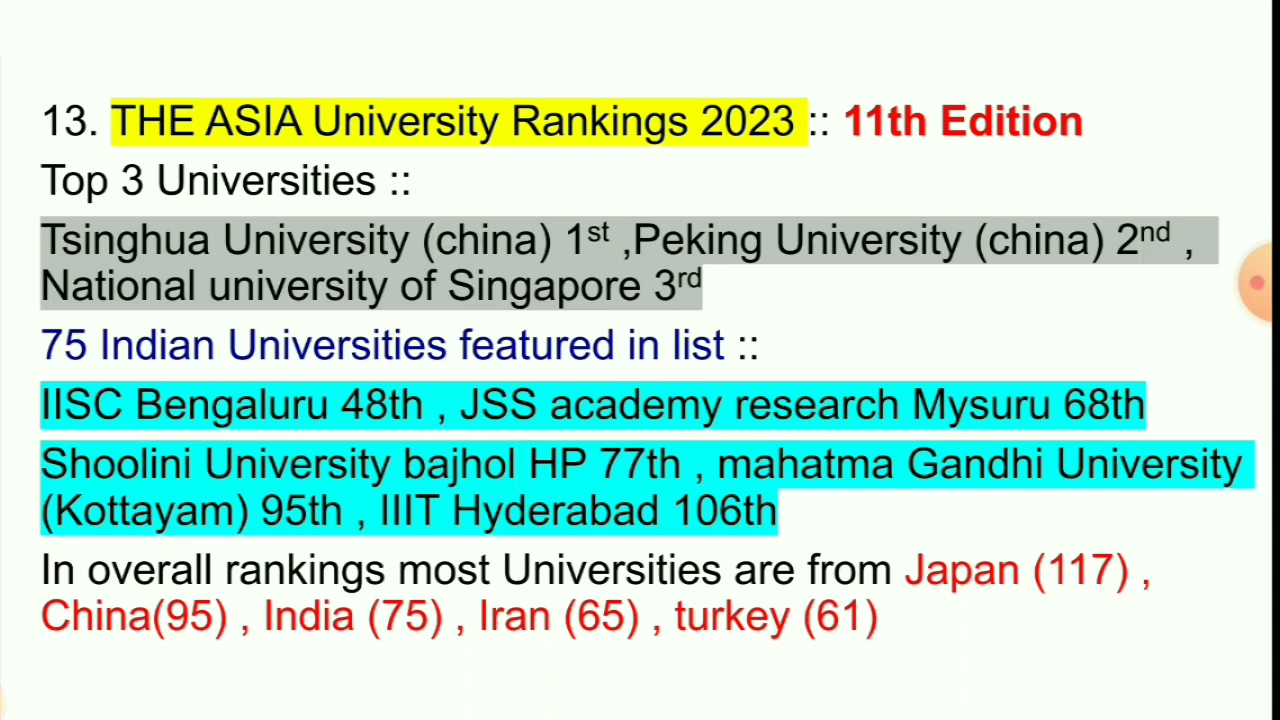 13. THE ASIA University Rankings 2023 :: 11th Edition
Top 3 Universities ::
Tsinghua University (china) 1st ,Peking University (china) 2nd ,
National university of Singapore 3rd
75 Indian Universities featured in list ::
IISC Bengaluru 48th , JSS academy research Mysuru 68th
Shoolini University bajhol HP 77th , mahatma Gandhi University
(Kottayam) 95th , IIIT Hyderabad 106th
In overall rankings most Universities are from Japan (117) ,
China(95) , India (75) , Iran (65) , turkey (61)